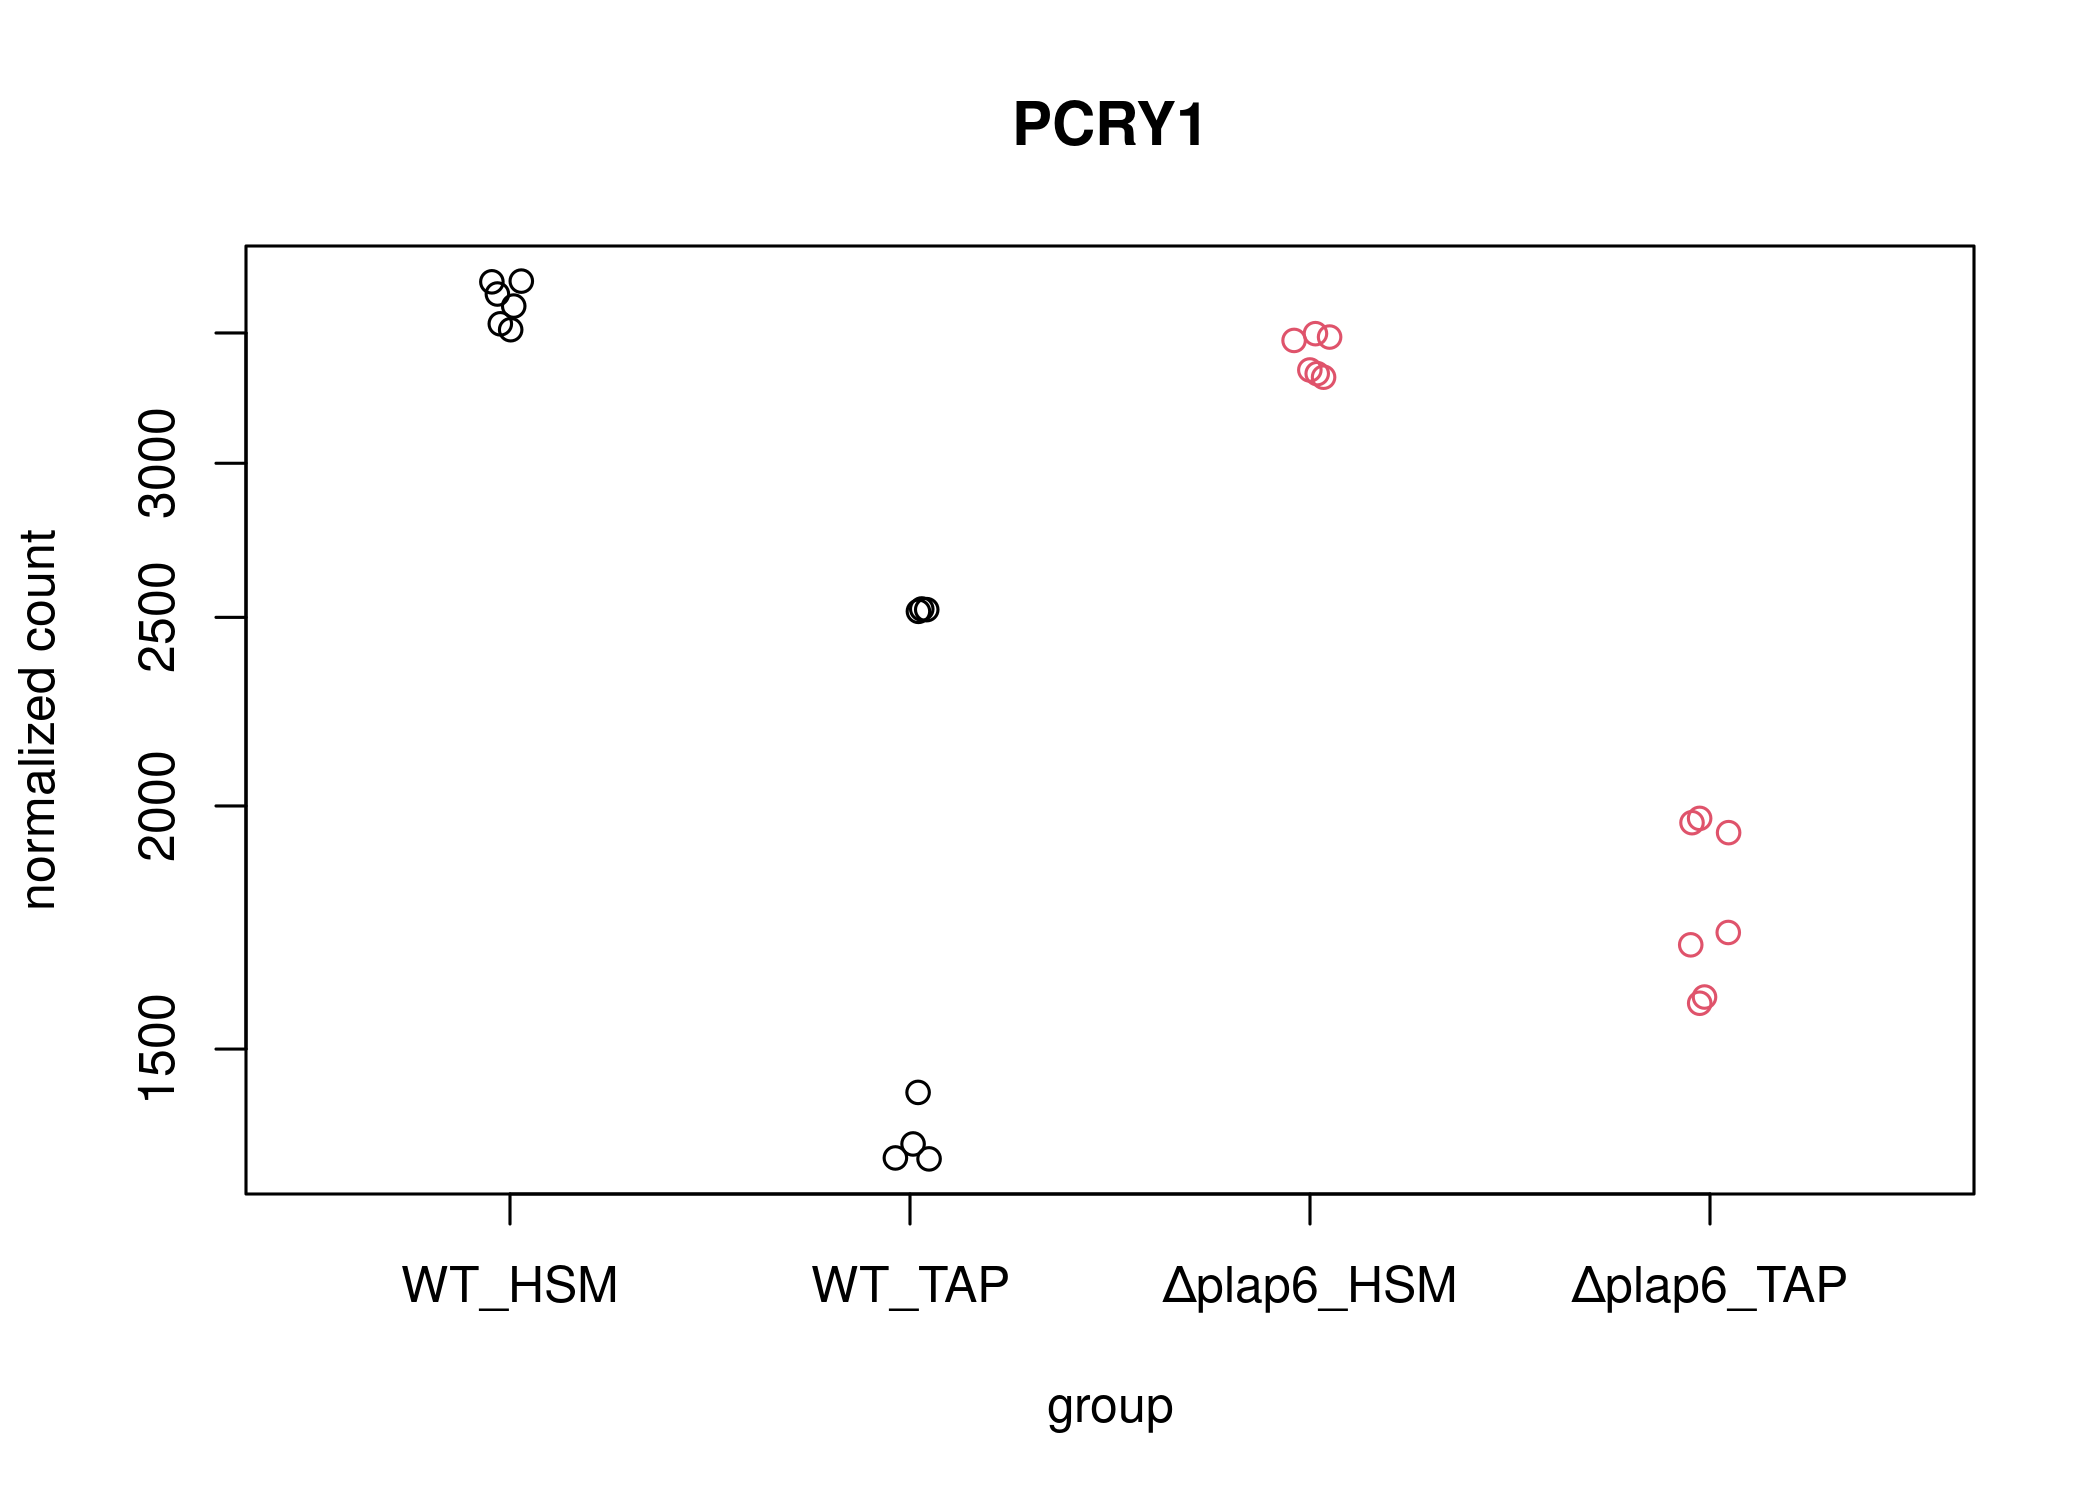 PCRY1
normalized count
3000
2500
2000
1500
WT_HSM
WT_TAP
Δplap6_HSM
Δplap6_TAP
group